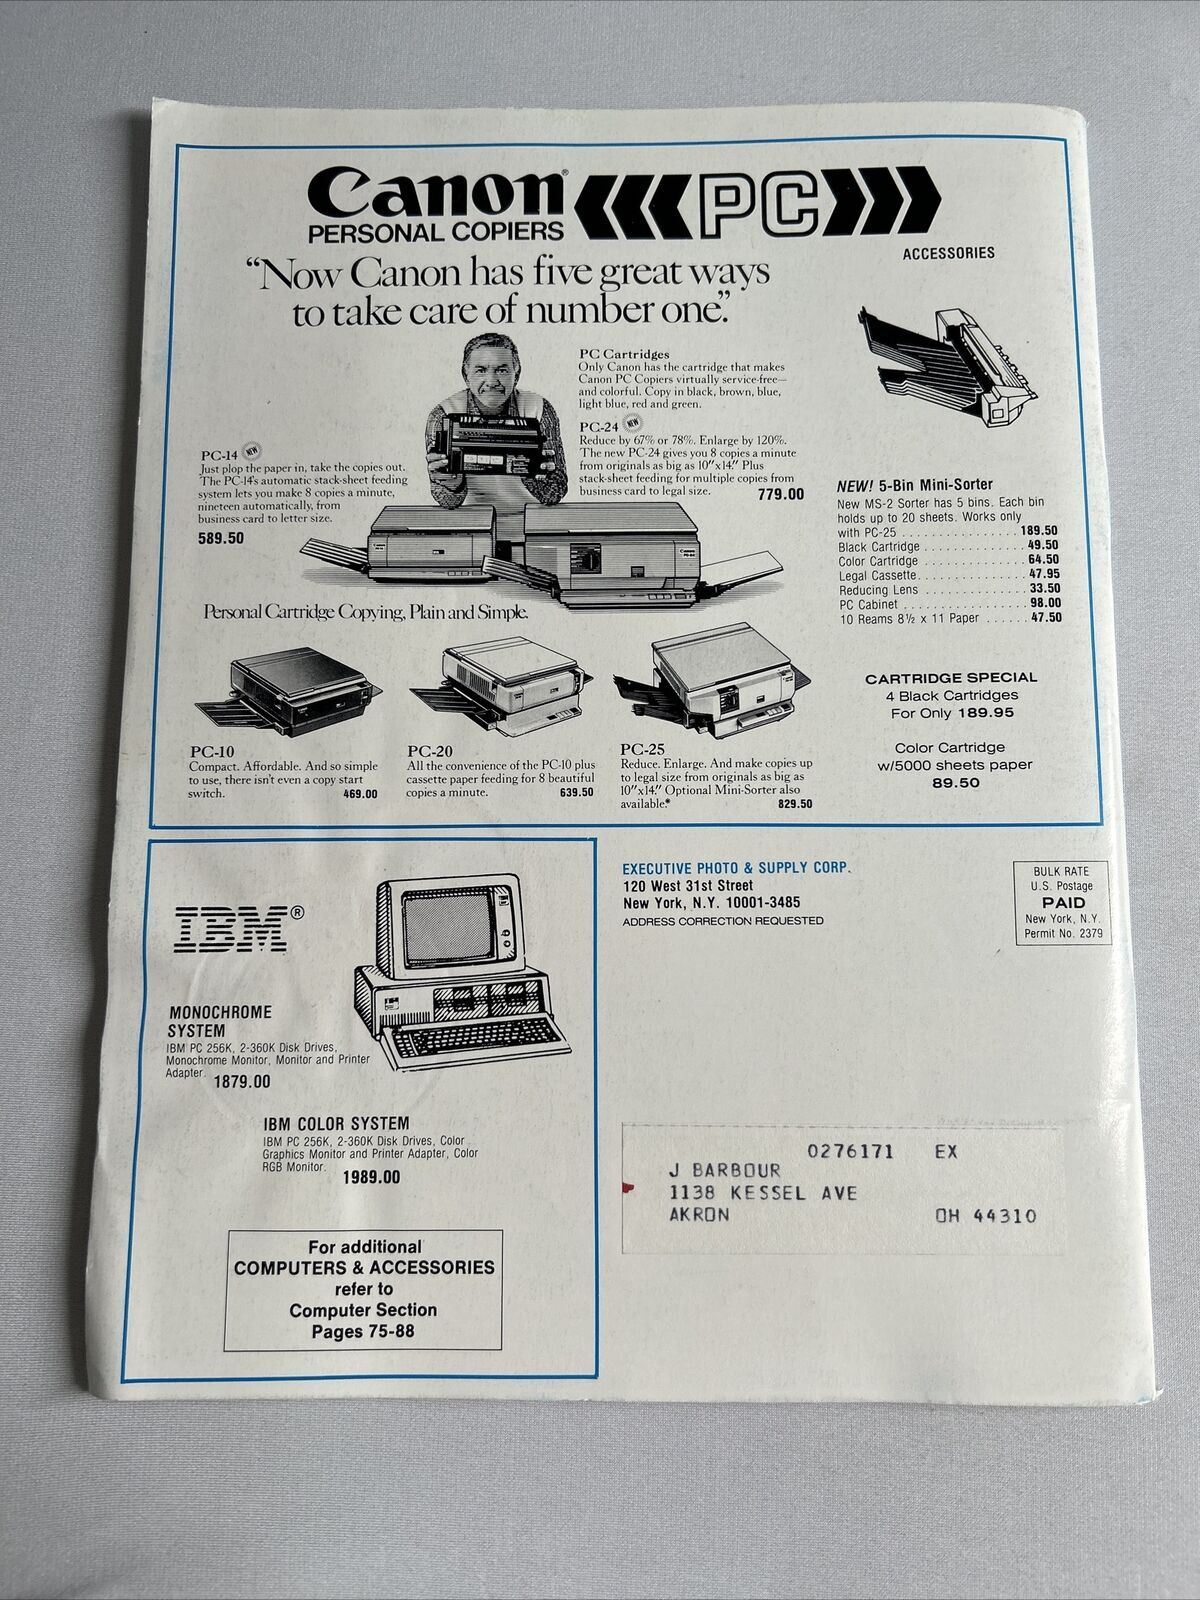 Canon®
PERSONAL COPIERS
PC
ACCESSORIES
“Now Canon has five great ways
to take care of number one.”
PC Cartridges
Only Canon has the cartridge that makes
Canon PC Copiers virtually service-free—
and colorful. Copy in black, brown, blue,
light blue, red and green.
PC-24 NEW
Reduce by 67% or 78%. Enlarge by 120%.
The new PC-24 gives you 8 copies a minute
from originals as big as 10″x14.″ Plus
stack-sheet feeding for multiple copies from
business card to legal size. 779.00
PC-14 NEW
Just plop the paper in, take the copies out.
The PC-14's automatic stack-sheet feeding
system lets you make 8 copies a minute,
nineteen automatically, from
business card to letter size.
589.50
Canon
NEW! 5-Bin Mini-Sorter
New MS-2 Sorter has 5 bins. Each bin
holds up to 20 sheets. Works only
with PC-25 . . . . . . . . . . . . . . . . 189.50
Black Cartridge . . . . . . . . . . . . . 49.50
Color Cartridge . . . . . . . . . . . . . 64.50
Legal Cassette. . . . . . . . . . . . . . 47.95
Reducing Lens . . . . . . . . . . . . . 33.50
PC Cabinet . . . . . . . . . . . . . . . . 98.00
10 Reams 8½ x 11 Paper . . . . . . 47.50
Personal Cartridge Copying, Plain and Simple.
PC-10
Compact. Affordable. And so simple
to use, there isn't even a copy start
switch. 469.00
PC-20
All the convenience of the PC-10 plus
cassette paper feeding for 8 beautiful
copies a minute. 639.50
PC-25
Reduce. Enlarge. And make copies up
to legal size from originals as big as
10″x14.″ Optional Mini-Sorter also
available.* 829.50
CARTRIDGE SPECIAL
4 Black Cartridges
For Only 189.95
Color Cartridge
w/5000 sheets paper
89.50
IBM®
MONOCHROME
SYSTEM
IBM PC 256K, 2-360K Disk Drives,
Monochrome Monitor, Monitor and Printer
Adapter. 1879.00
IBM COLOR SYSTEM
IBM PC 256K, 2-360K Disk Drives, Color
Graphics Monitor and Printer Adapter, Color
RGB Monitor. 1989.00
For additional
COMPUTERS & ACCESSORIES
refer to
Computer Section
Pages 75-88
EXECUTIVE PHOTO & SUPPLY CORP.
120 West 31st Street
New York, N.Y. 10001-3485
ADDRESS CORRECTION REQUESTED
BULK RATE
U.S. Postage
PAID
New York, N.Y.
Permit No. 2379
0276171 EX
J BARBOUR
1138 KESSEL AVE
AKRON OH 44310